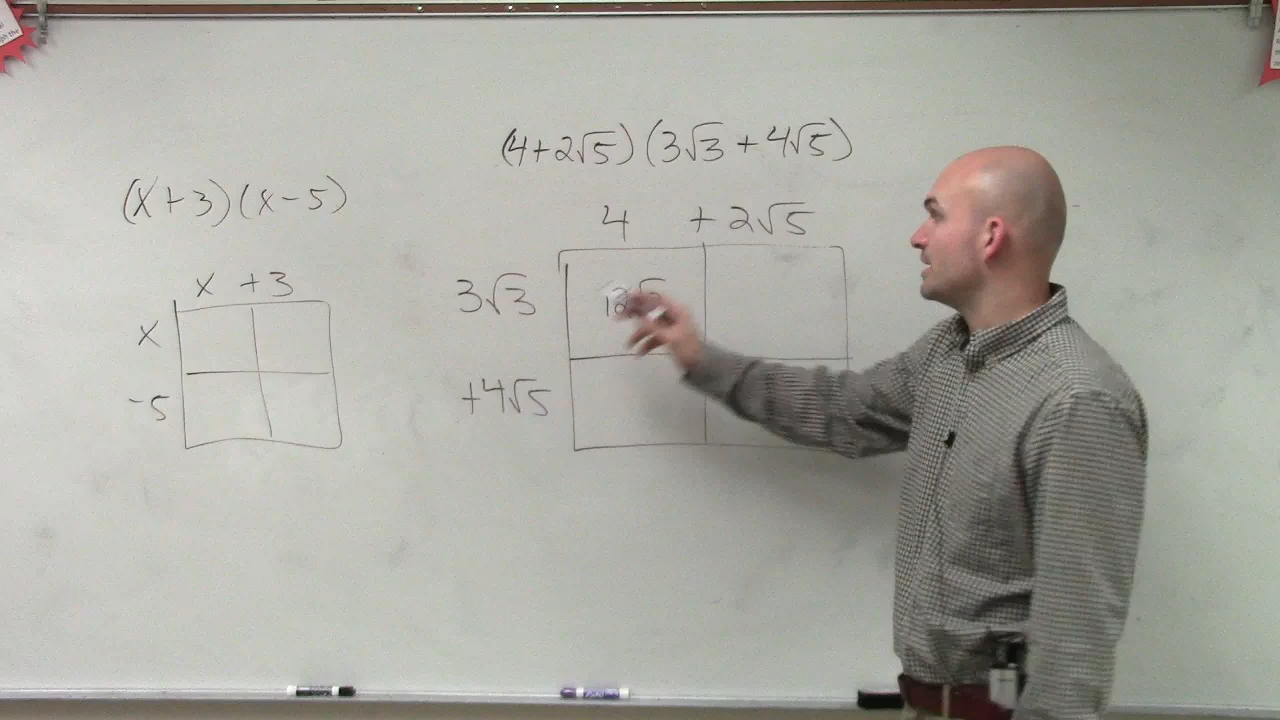 (4+2√5)(3√3+4√5)
(x+3)(x-5)
4 +2√5
x +3
3√3
x
+4√5
-5